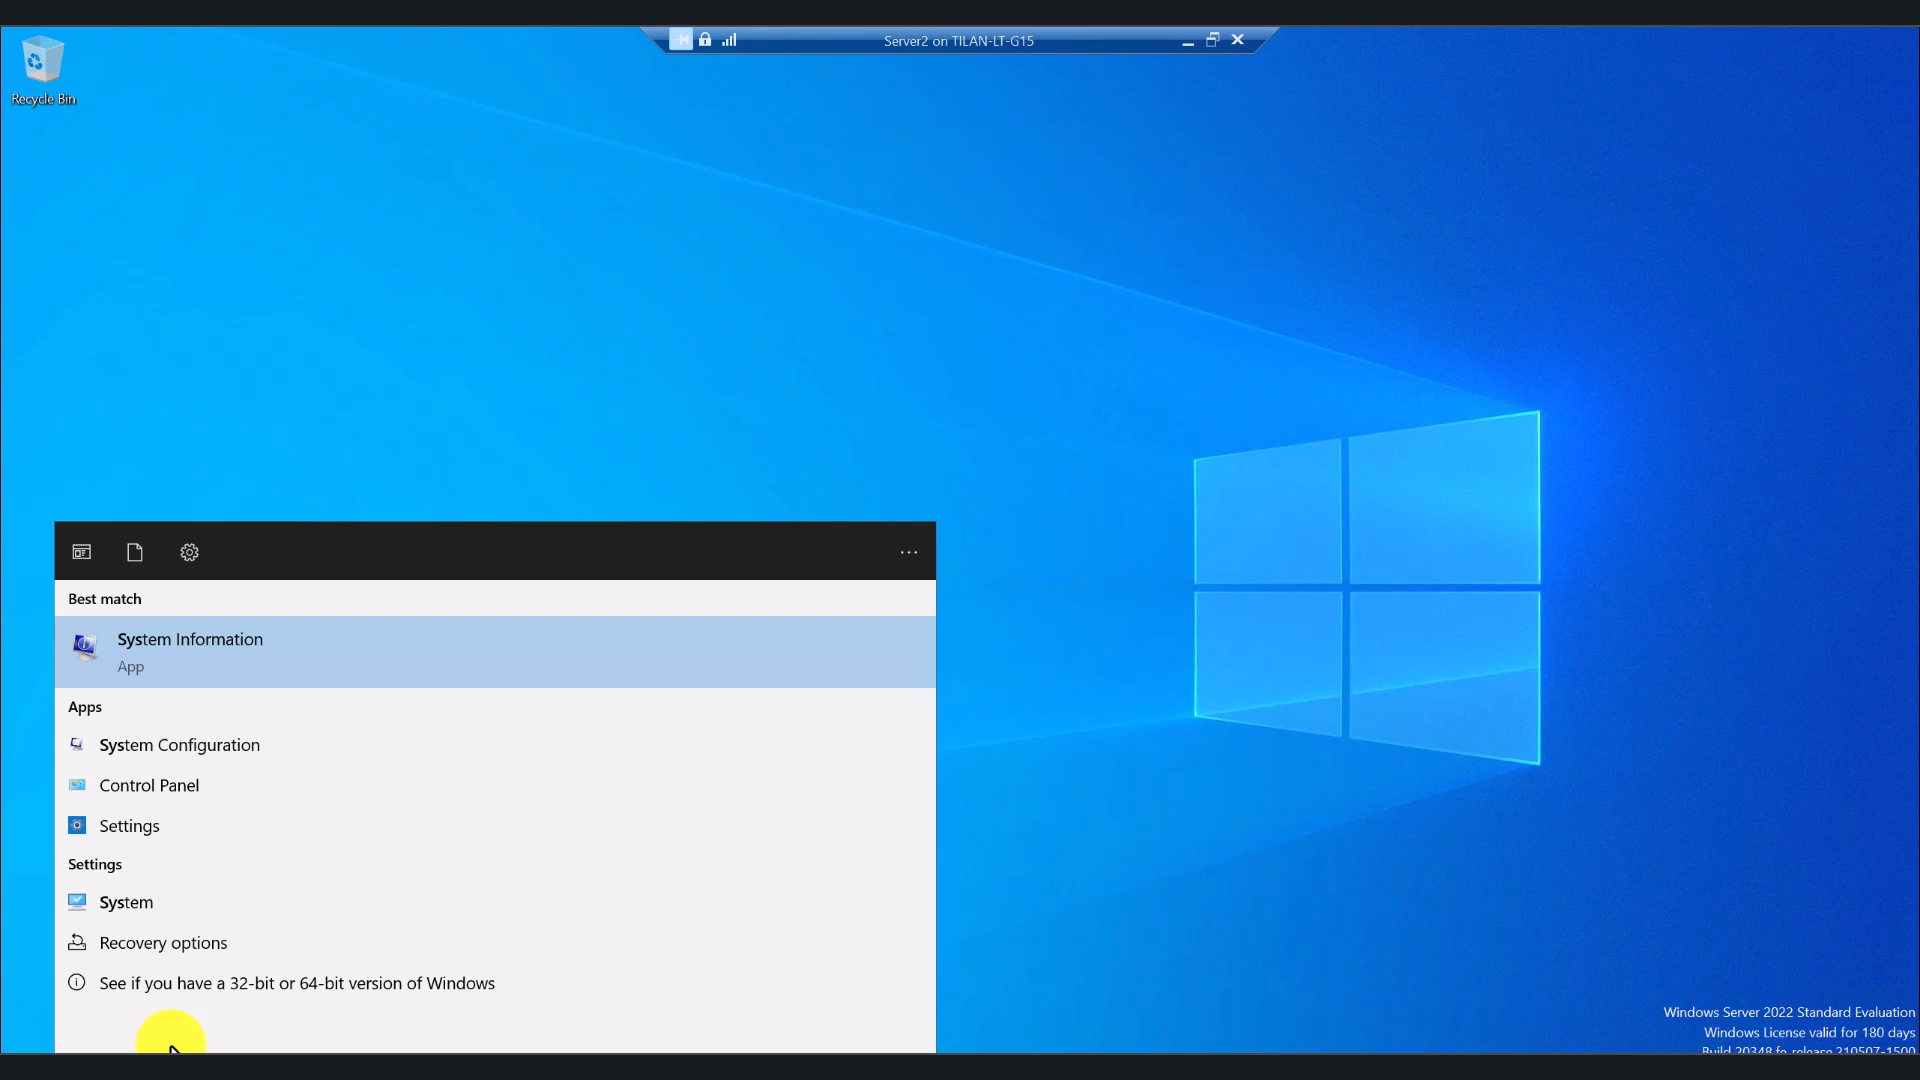 Server2 on TILAN-LT-G15
Recycle Bin
Best match
System Information
App
Apps
System Configuration
Control Panel
Settings
Settings
System
Recovery options
See if you have a 32-bit or 64-bit version of Windows
Windows Server 2022 Standard Evaluation
Windows License valid for 180 days
Build 20348.fe_release.210507-1500